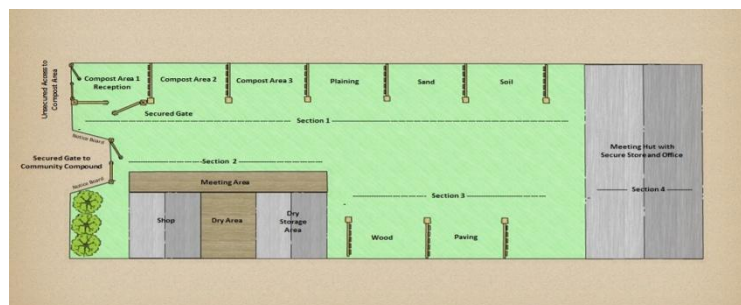 Unsecured Access to
Compost Area
Compost Area 1
Reception
Compost Area 2
Compost Area 3
Plaining
Sand
Soil
Secured Gate
Section 1
Notice Board
Secured Gate to
Community Compound
Notice Board
Section 2
Meeting Area
Shop
Dry Area
Dry
Storage
Area
Section 3
Wood
Paving
Meeting Hut with
Secure Store and Office
Section 4